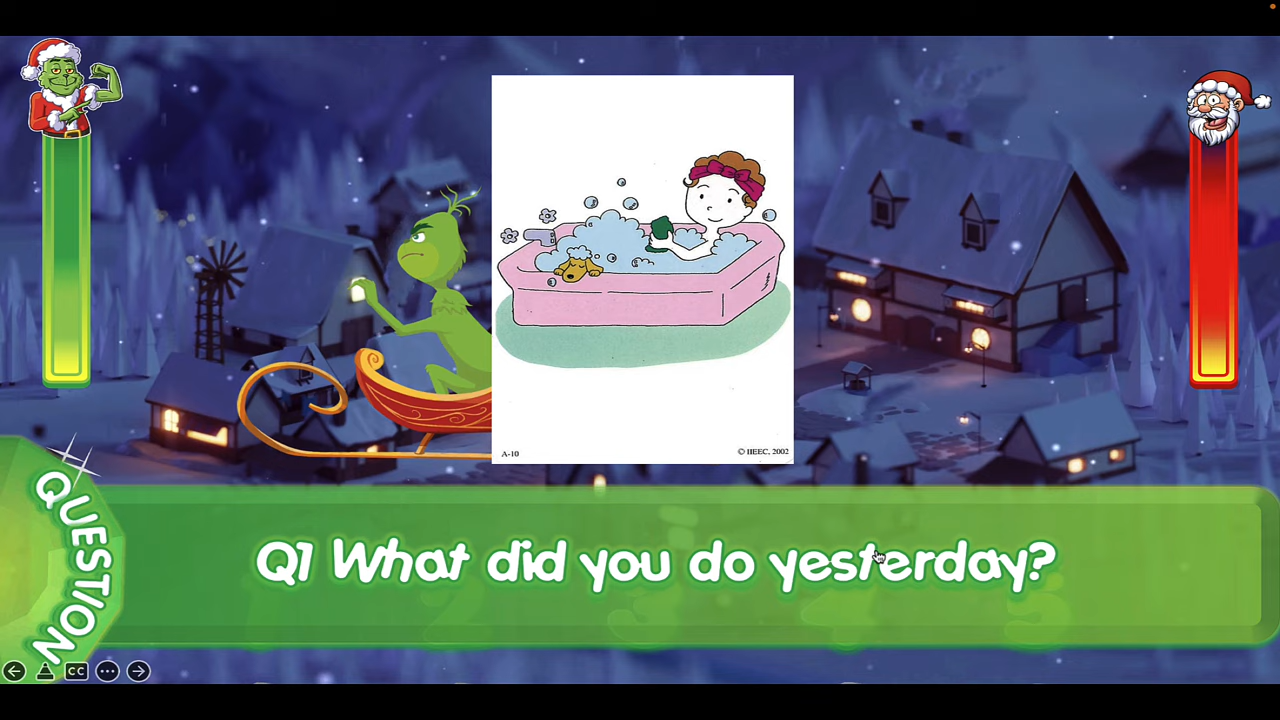 A-10
© IIEEC, 2002
QUESTION
Q1 What did you do yesterday?
CC